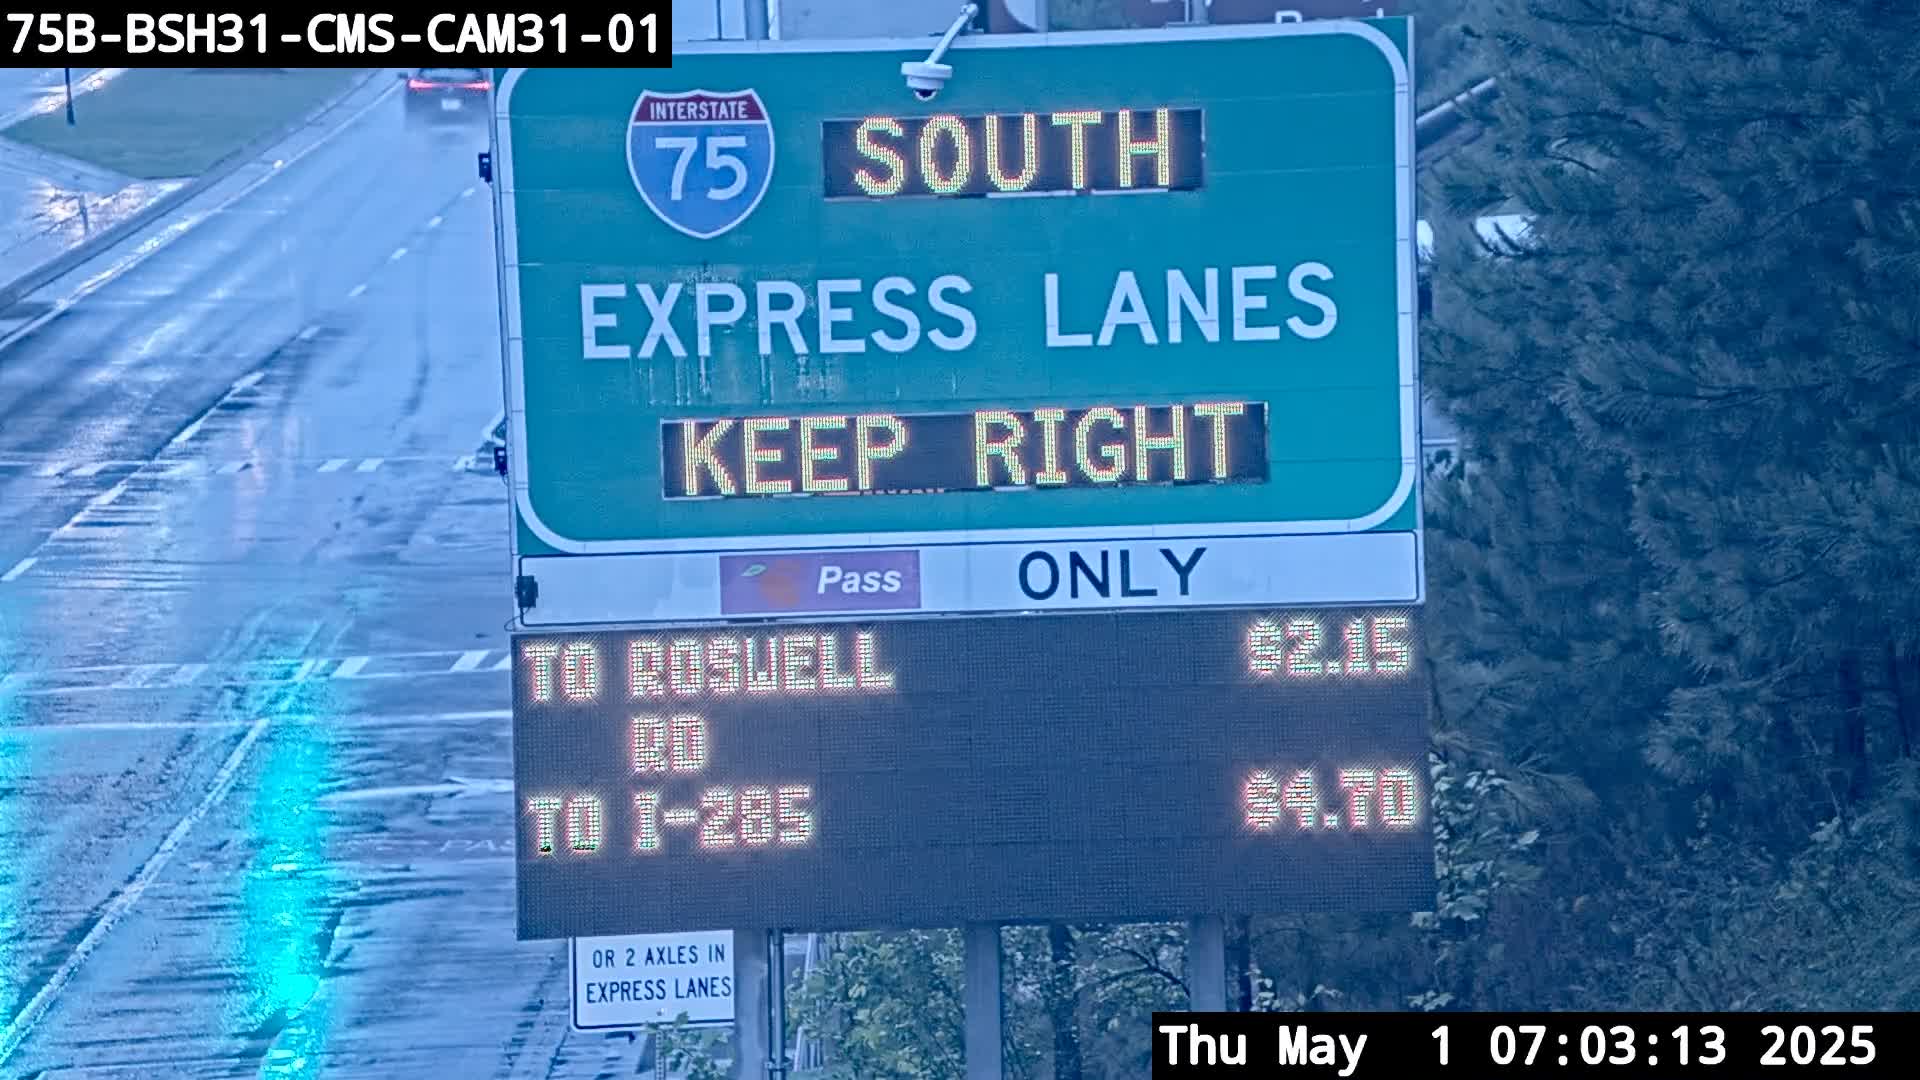 75B-BSH31-CMS-CAM31-01
INTERSTATE
75
SOUTH
EXPRESS LANES
KEEP RIGHT
Pass ONLY
TO ROSWELL $2.15
RD
TO I-285 $4.70
OR 2 AXLES IN
EXPRESS LANES
Thu May 1 07:03:13 2025